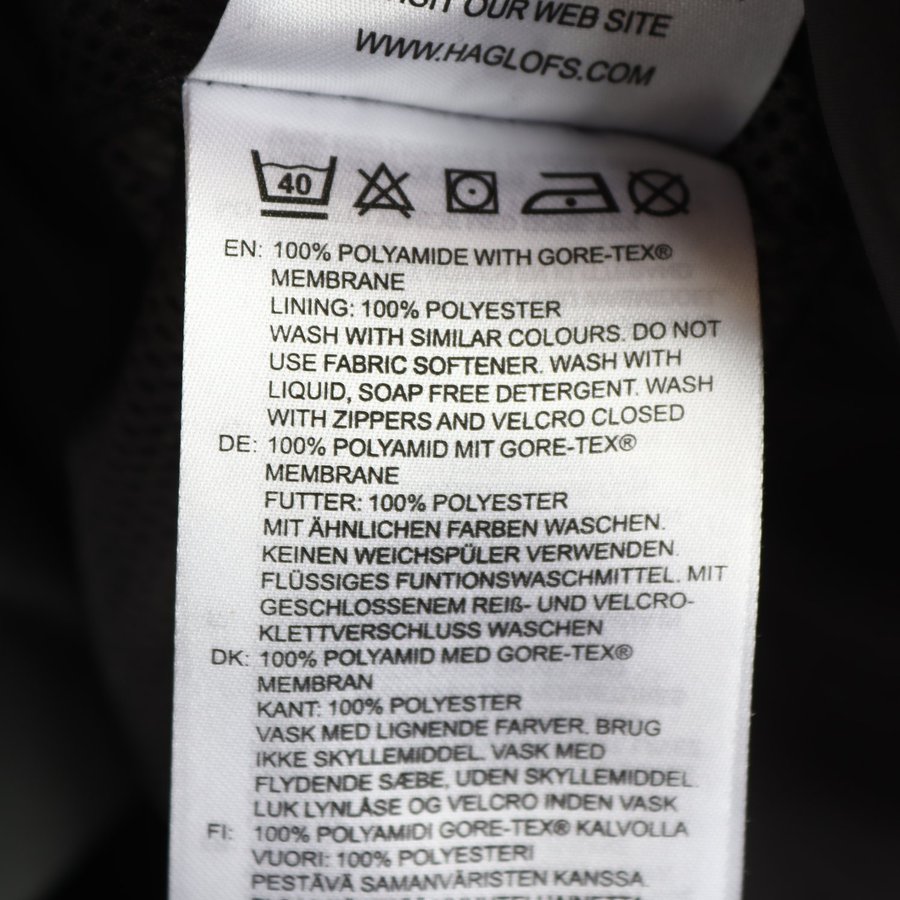 VISIT OUR WEB SITE
WWW.HAGLOFS.COM
40
EN: 100% POLYAMIDE WITH GORE-TEX®
MEMBRANE
LINING: 100% POLYESTER
WASH WITH SIMILAR COLOURS. DO NOT
USE FABRIC SOFTENER. WASH WITH
LIQUID, SOAP FREE DETERGENT. WASH
WITH ZIPPERS AND VELCRO CLOSED
DE: 100% POLYAMID MIT GORE-TEX®
MEMBRANE
FUTTER: 100% POLYESTER
MIT ÄHNLICHEN FARBEN WASCHEN.
KEINEN WEICHSPÜLER VERWENDEN.
FLÜSSIGES FUNTIONSWASCHMITTEL. MIT
GESCHLOSSENEM REIß- UND VELCRO-
KLETTVERSCHLUSS WASCHEN
DK: 100% POLYAMID MED GORE-TEX®
MEMBRAN
KANT: 100% POLYESTER
VASK MED LIGNENDE FARVER. BRUG
IKKE SKYLLEMIDDEL. VASK MED
FLYDENDE SÆBE, UDEN SKYLLEMIDDEL.
LUK LYNLÅSE OG VELCRO INDEN VASK
FI: 100% POLYAMIDI GORE-TEX® KALVOLLA
VUORI: 100% POLYESTERI
PESTÄVÄ SAMANVÄRISTEN KANSSA.